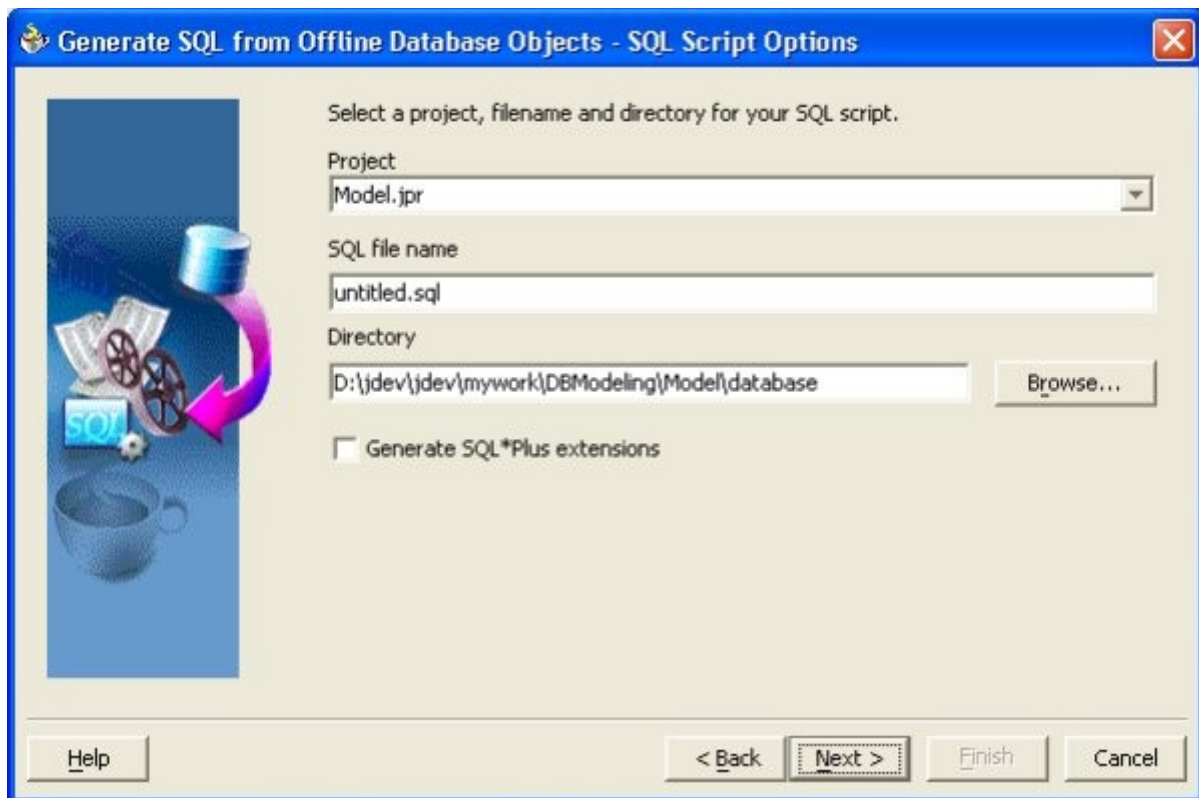 Generate SQL from Offline Database Objects - SQL Script Options
Select a project, filename and directory for your SQL script.
Project
Model.jpr
SQL file name
untitled.sql
Directory
D:\jdev\jdev\mywork\DBModeling\Model\database
Browse...
SQL
Generate SQL*Plus extensions
Help
< Back
Next >
Finish
Cancel